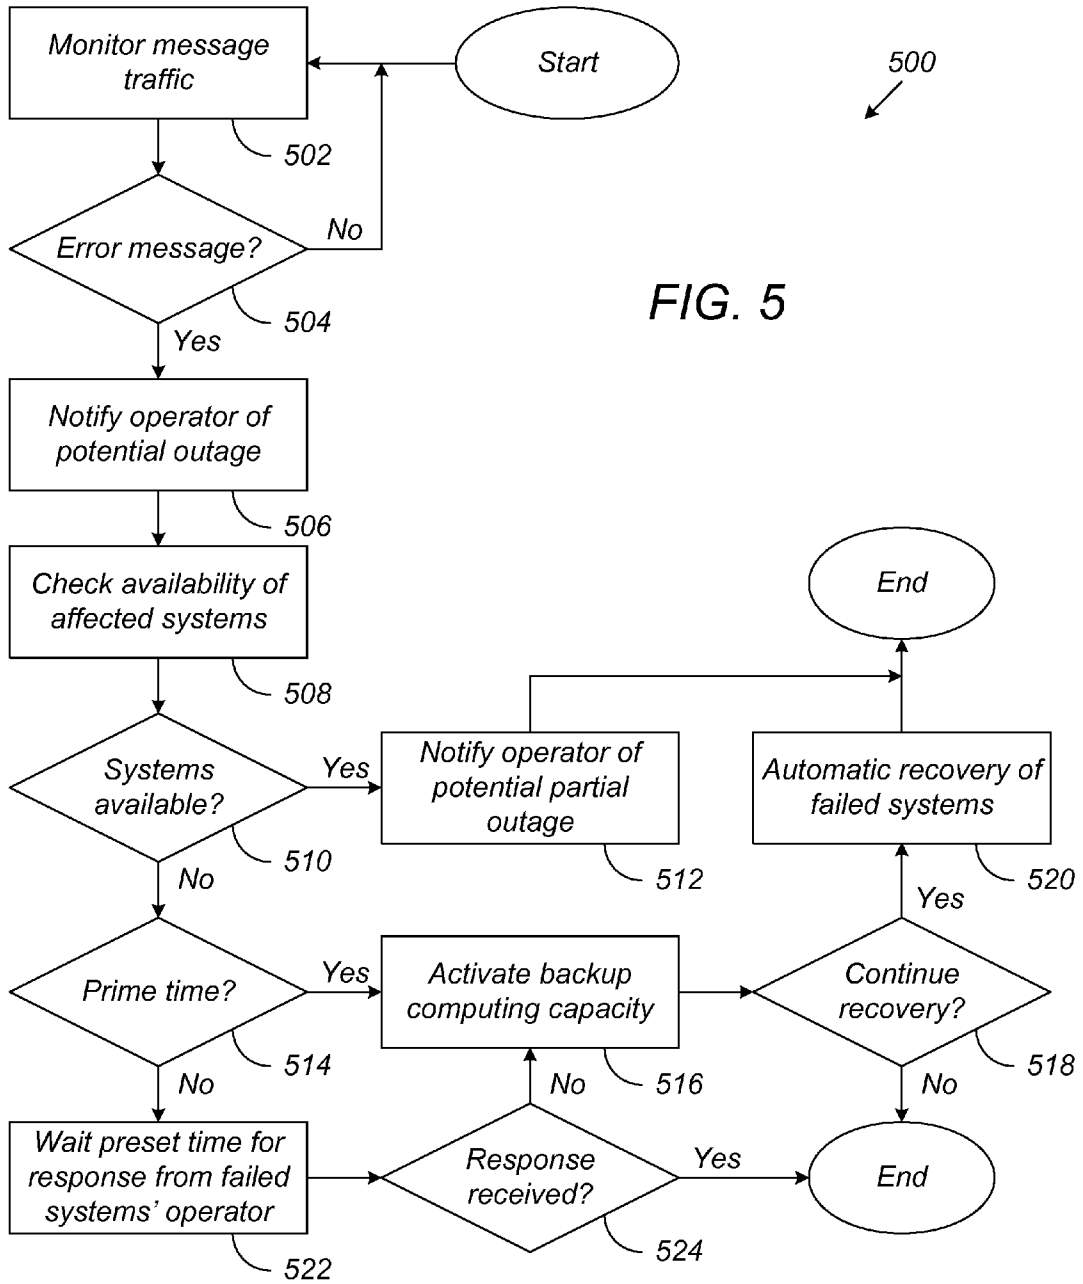 Monitor message
traffic
Start
500
502
Error message?
No
504
FIG. 5
Yes
Notify operator of
potential outage
506
Check availability of
affected systems
End
508
Systems
available?
Yes
Notify operator of
potential partial
outage
Automatic recovery of
failed systems
510
512
520
No
Yes
Prime time?
Yes
Activate backup
computing capacity
Continue
recovery?
514
516
518
No
No
No
Wait preset time for
response from failed
systems' operator
Response
received?
Yes
End
522
524